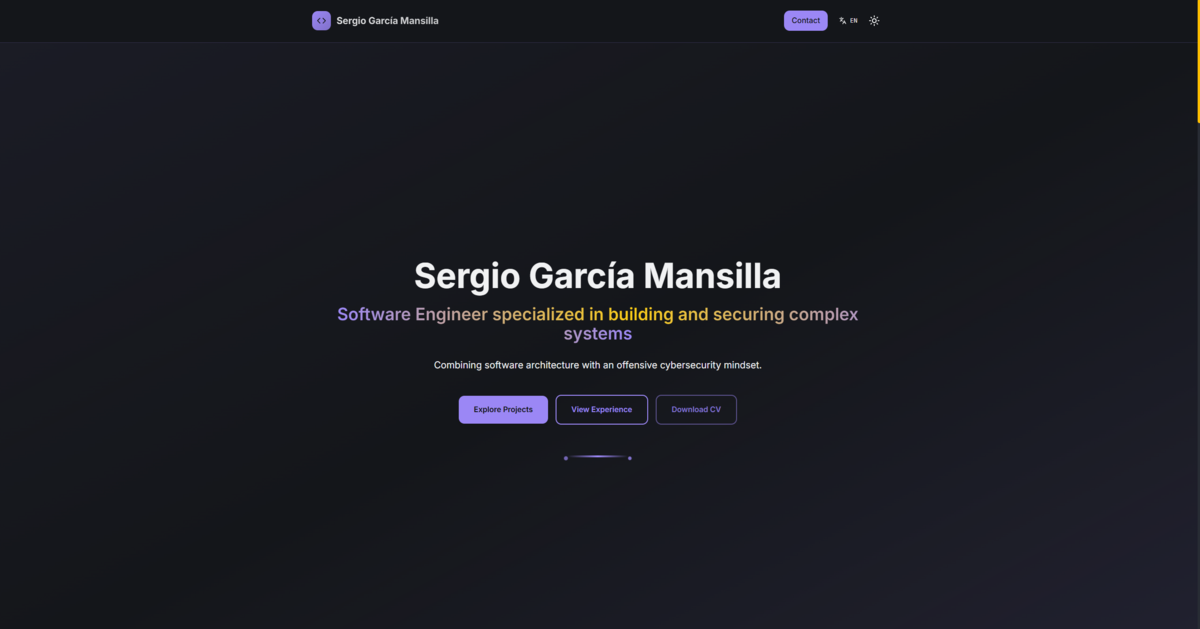 Sergio García Mansilla
Contact
EN
Sergio García Mansilla
Software Engineer specialized in building and securing complex
systems
Combining software architecture with an offensive cybersecurity mindset.
Explore Projects
View Experience
Download CV